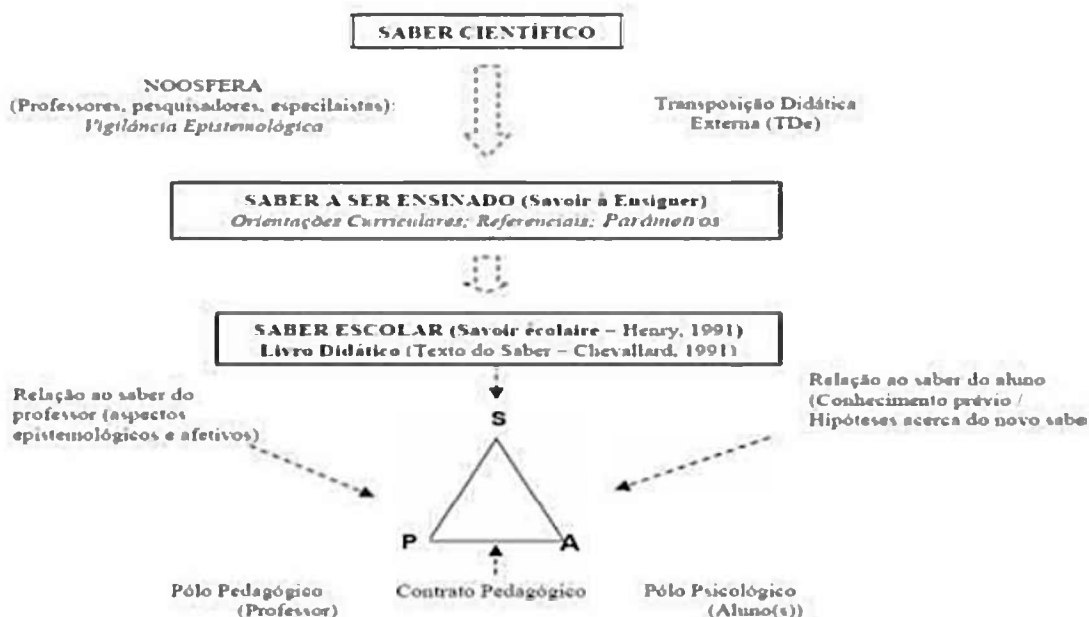 SABER CIENTÍFICO
NOOSFERA
(Professores, pesquisadores, especilaistas):
Vigilância Epistemológica
Transposição Didática
Externa (TDe)
SABER A SER ENSINADO (Savoir à Ensigner)
Orientações Curriculares; Referenciais; Parâmetros
SABER ESCOLAR (Savoir écolaire – Henry, 1991)
Livro Didático (Texto do Saber – Chevallard, 1991)
Relação ao saber do
professor (aspectos
epistemológicos e afetivos)
Relação ao saber do aluno
(Conhecimento prévio /
Hipóteses acerca do novo sabe
S
P
A
Pólo Pedagógico
(Professor)
Contrato Pedagógico
Pólo Psicológico
(Aluno(s))